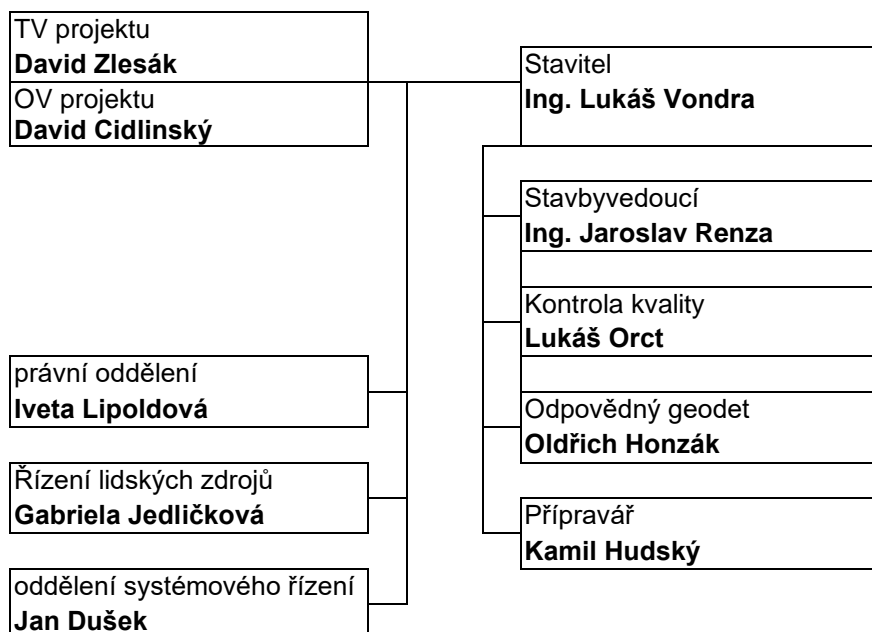 TV projektu
David Zlesák
OV projektu
David Cidlinský
právní oddělení
Iveta Lipoldová
Řízení lidských zdrojů
Gabriela Jedličková
oddělení systémového řízení
Jan Dušek
Stavitel
Ing. Lukáš Vondra
Stavbyvedoucí
Ing. Jaroslav Renza
Kontrola kvality
Lukáš Orct
Odpovědný geodet
Oldřich Honzák
Přípravář
Kamil Hudský